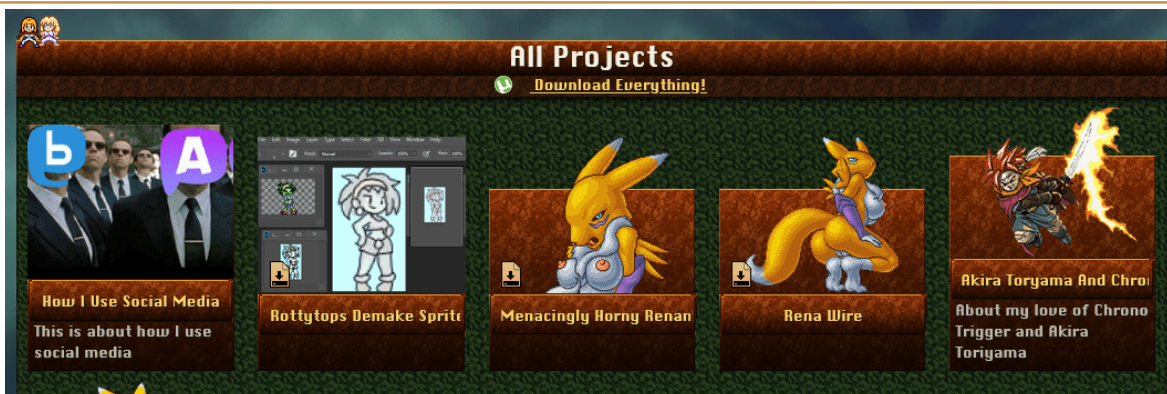 All Projects
Download Everything!
b
A
How I Use Social Media
This is about how I use
social media
Rottytops Demake Sprite
Menacingly Horny Renan
Rena Wire
Akira Toryama And Chro
About my love of Chrono
Trigger and Akira
Toriyama